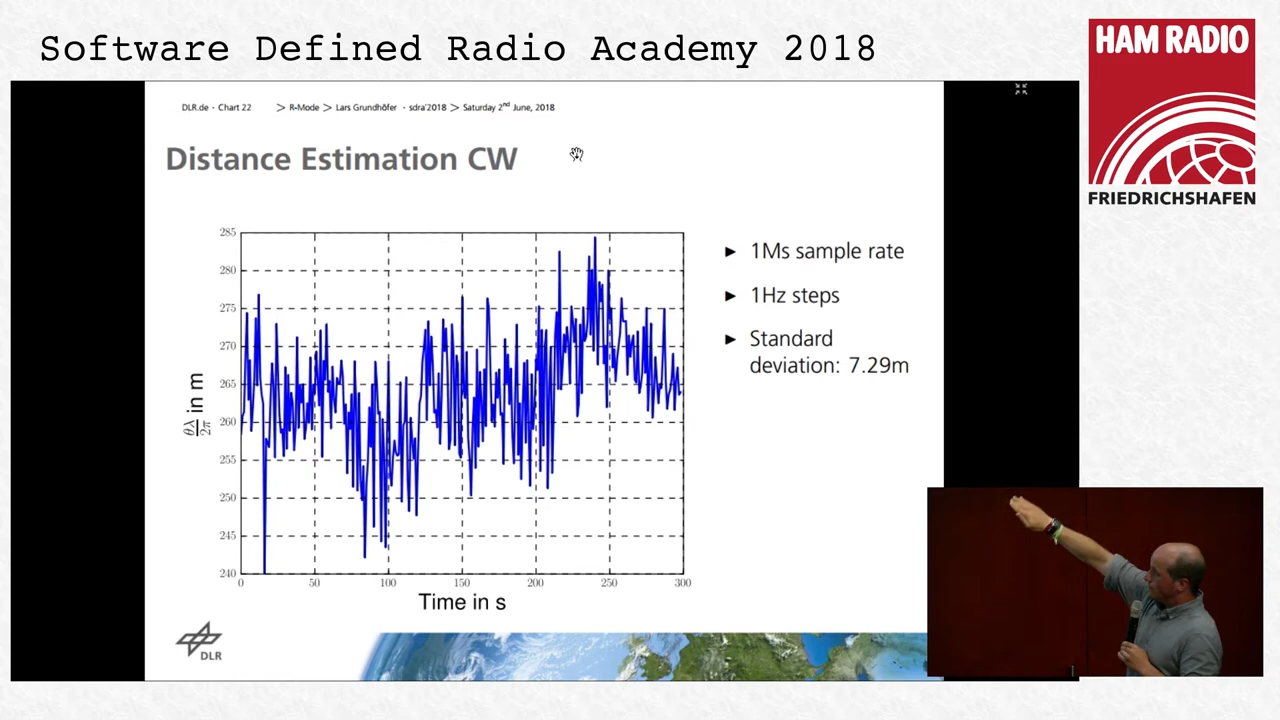 Software Defined Radio Academy 2018
HAM RADIO
FRIEDRICHSHAFEN
DLR.de · Chart 22 > R-Mode > Lars Grundhöfer · sdra'2018 > Saturday 2nd June, 2018
Distance Estimation CW
285
280
275
270
265
260
255
250
245
240
θλ/2π in m
0 50 100 150 200 250 300
Time in s
► 1Ms sample rate
► 1Hz steps
► Standard
deviation: 7.29m
DLR